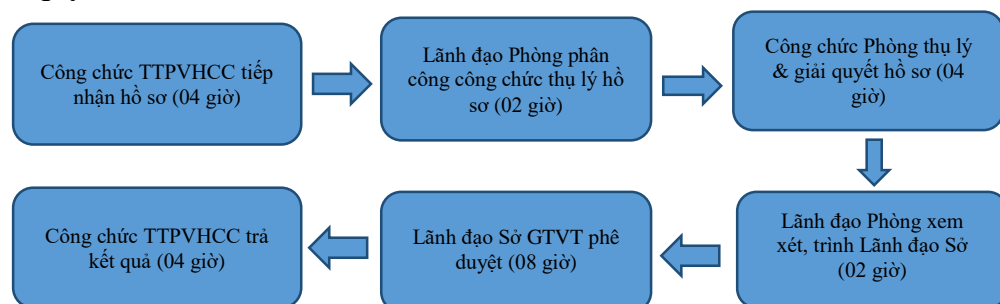 Công chức TTPVHCC tiếp
nhận hồ sơ (04 giờ)
Lãnh đạo Phòng phân
công công chức thụ lý hồ
sơ (02 giờ)
Công chức Phòng thụ lý
& giải quyết hồ sơ (04
giờ)
Lãnh đạo Phòng xem
xét, trình Lãnh đạo Sở
(02 giờ)
Lãnh đạo Sở GTVT phê
duyệt (08 giờ)
Công chức TTPVHCC trả
kết quả (04 giờ)